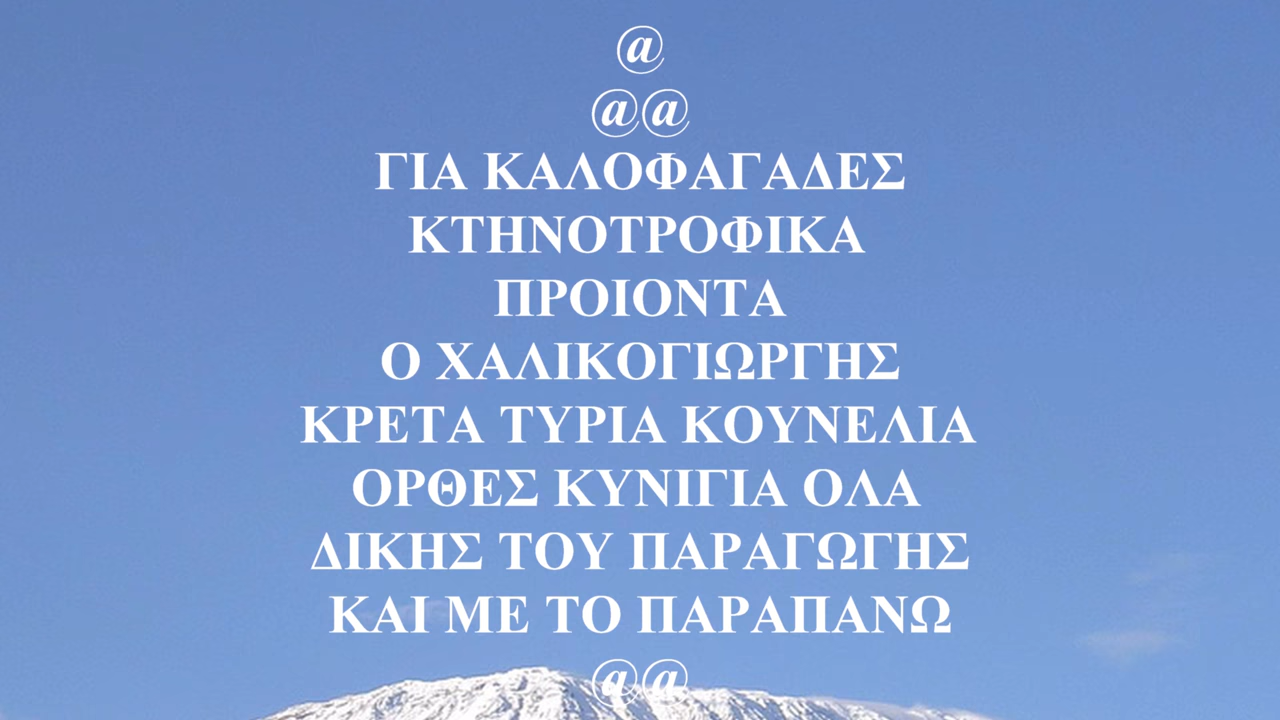 @
@@
ΓΙΑ ΚΑΛΟΦΑΓΑΔΕΣ
ΚΤΗΝΟΤΡΟΦΙΚΑ
ΠΡΟΙΟΝΤΑ
Ο ΧΑΛΙΚΟΓΙΩΡΓΗΣ
ΚΡΕΤΑ ΤΥΡΙΑ ΚΟΥΝΕΛΙΑ
ΟΡΘΕΣ ΚΥΝΙΓΙΑ ΟΛΑ
ΔΙΚΗΣ ΤΟΥ ΠΑΡΑΓΩΓΗΣ
ΚΑΙ ΜΕ ΤΟ ΠΑΡΑΠΑΝΩ
@@